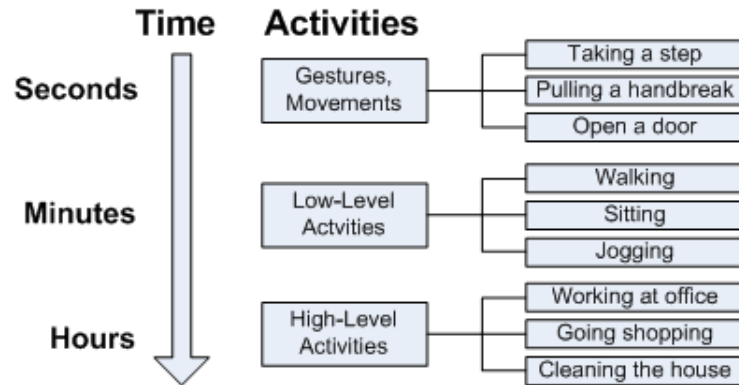 Time Activities
Seconds
Gestures,
Movements
Taking a step
Pulling a handbreak
Open a door
Minutes
Low-Level
Actvities
Walking
Sitting
Jogging
Hours
High-Level
Activities
Working at office
Going shopping
Cleaning the house